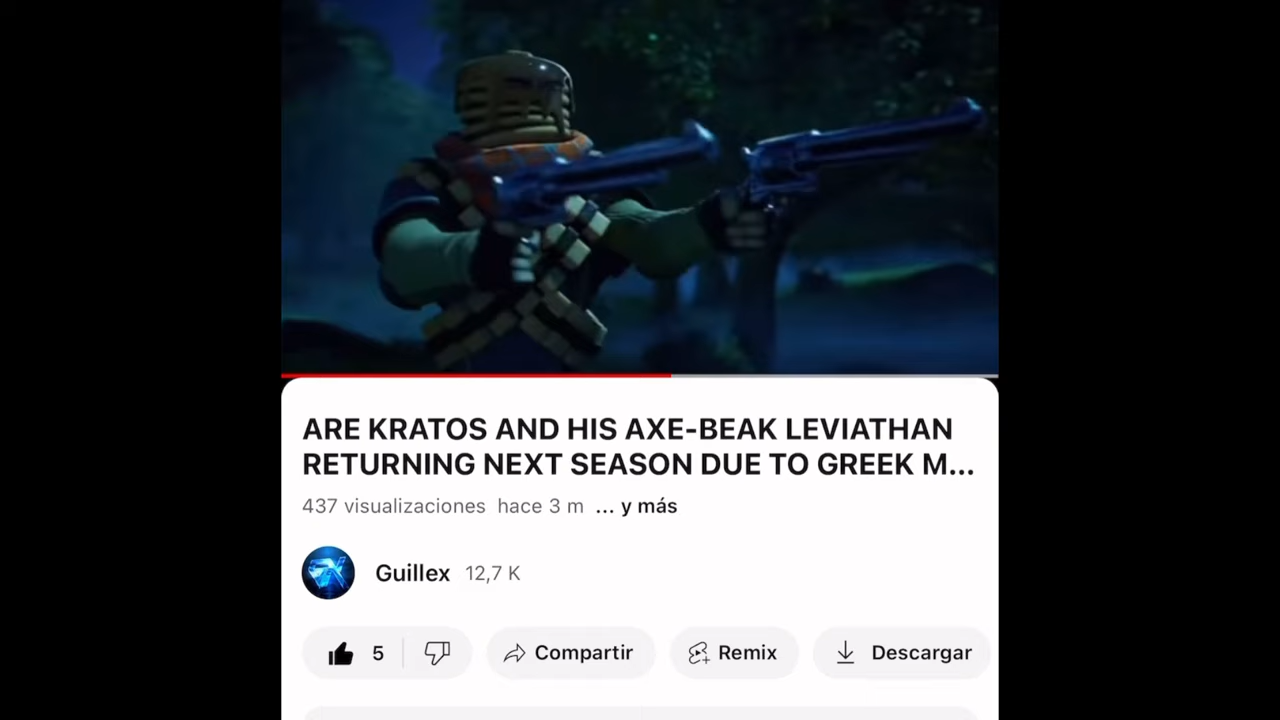 ARE KRATOS AND HIS AXE-BEAK LEVIATHAN
RETURNING NEXT SEASON DUE TO GREEK M...
437 visualizaciones hace 3 m ... y más
Guillex 12,7 K
5 Compartir Remix Descargar